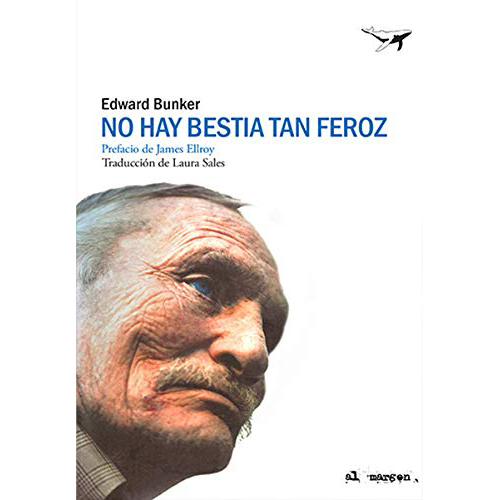 Edward Bunker
NO HAY BESTIA TAN FEROZ
Prefacio de James Ellroy
Traducción de Laura Sales
al margen.